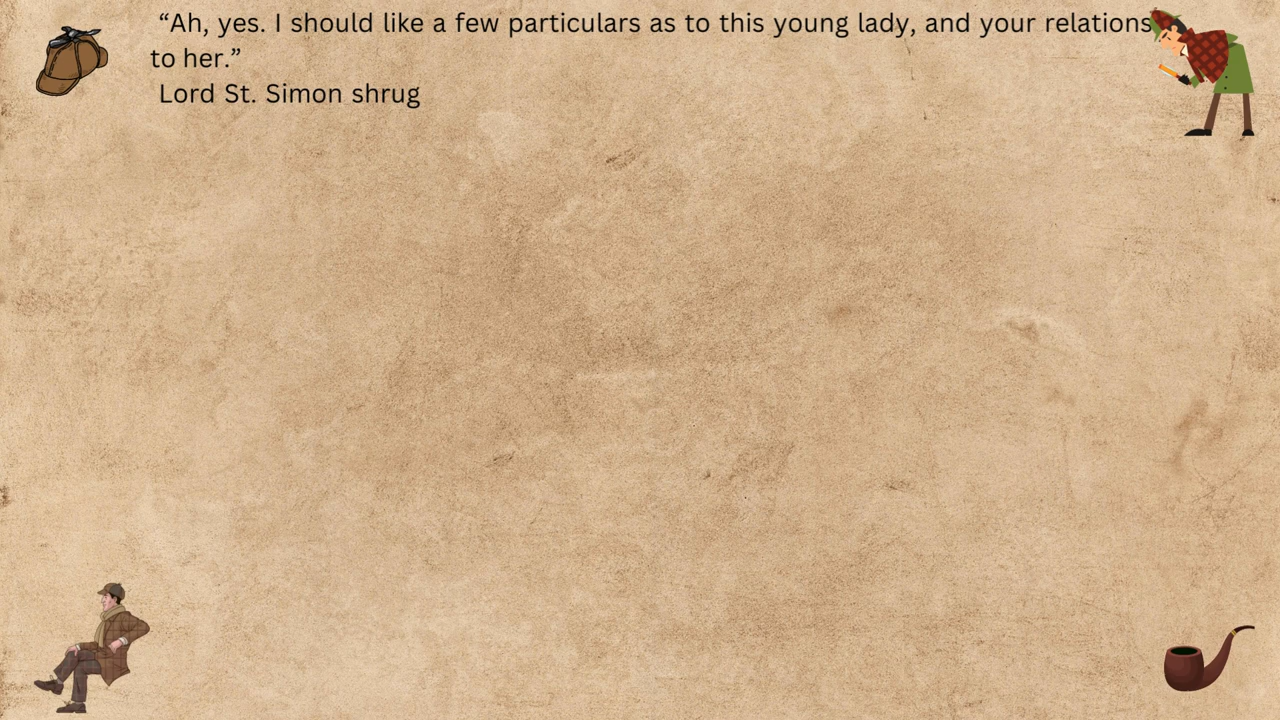 “Ah, yes. I should like a few particulars as to this young lady, and your relations
to her.”
Lord St. Simon shrug